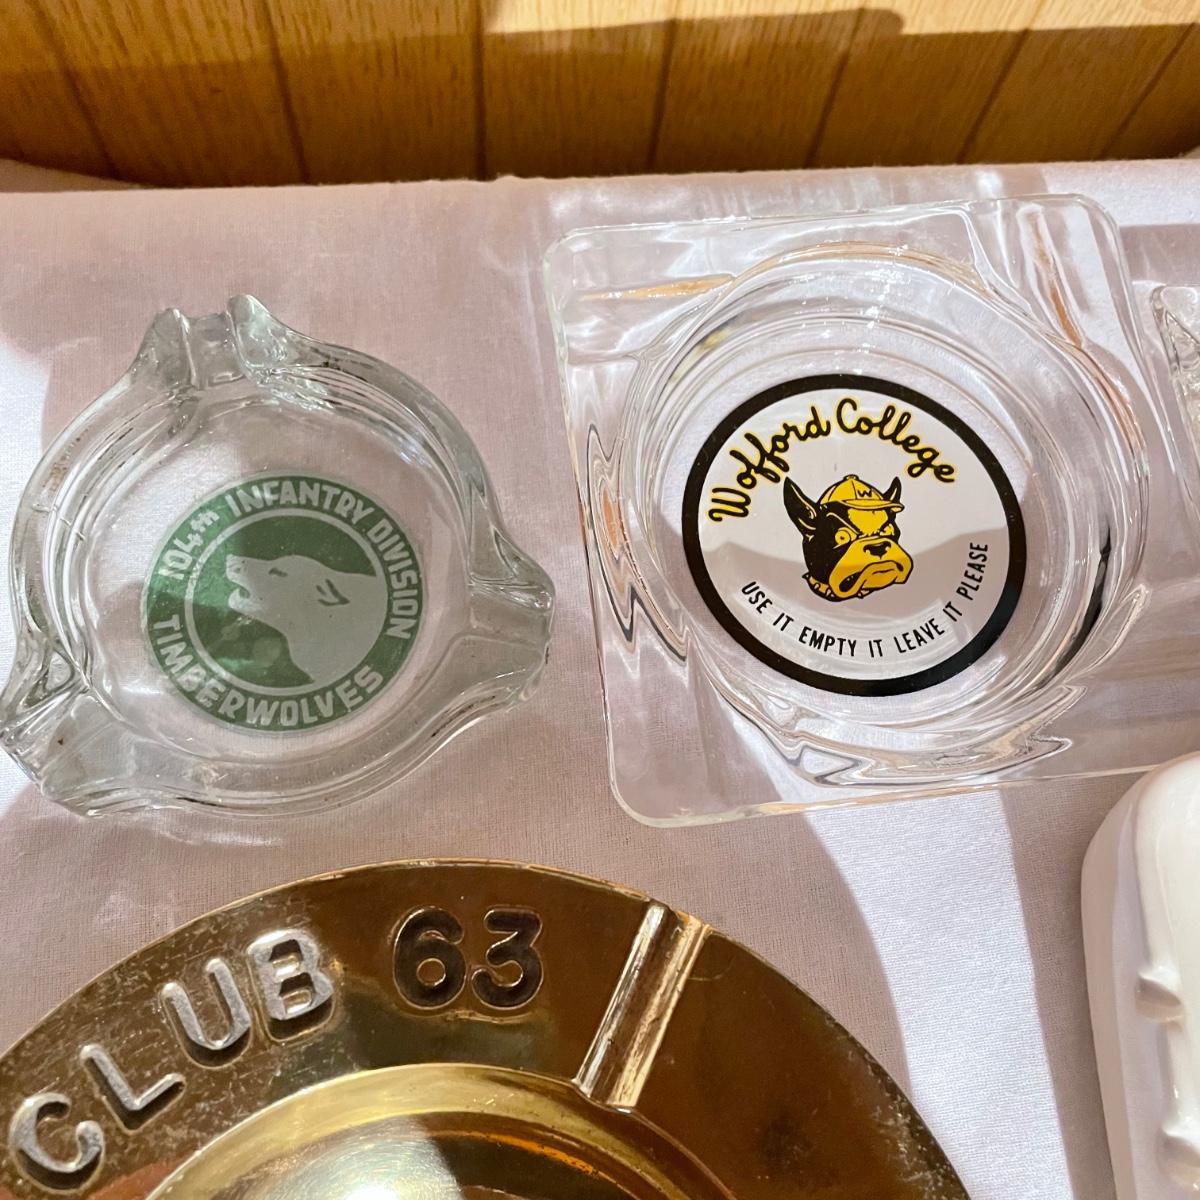 104th INFANTRY DIVISION
TIMBERWOLVES
Wofford College
W
USE IT EMPTY IT LEAVE IT PLEASE
CLUB 63